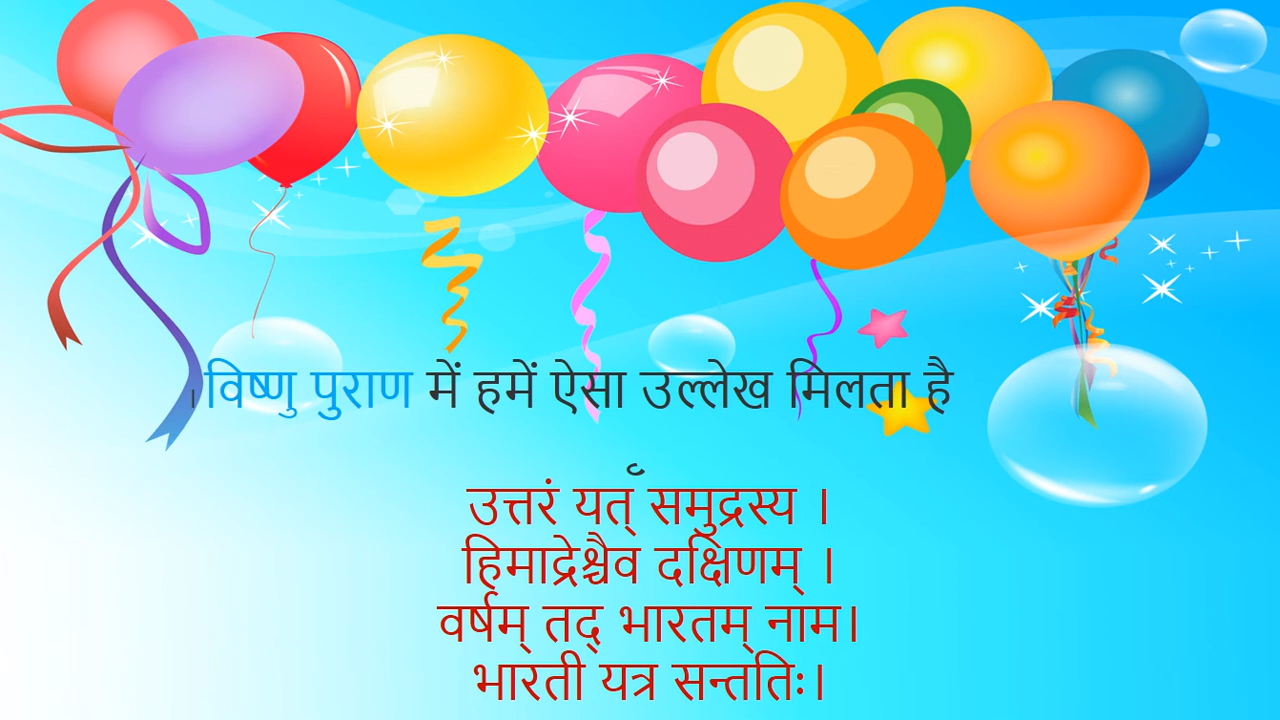 । विष्णु पुराण में हमें ऐसा उल्लेख मिलता है
उत्तरं यत् समुद्रस्य ।
हिमाद्रेश्चैव दक्षिणम् ।
वर्षम् तद् भारतम् नाम।
भारती यत्र सन्ततिः।